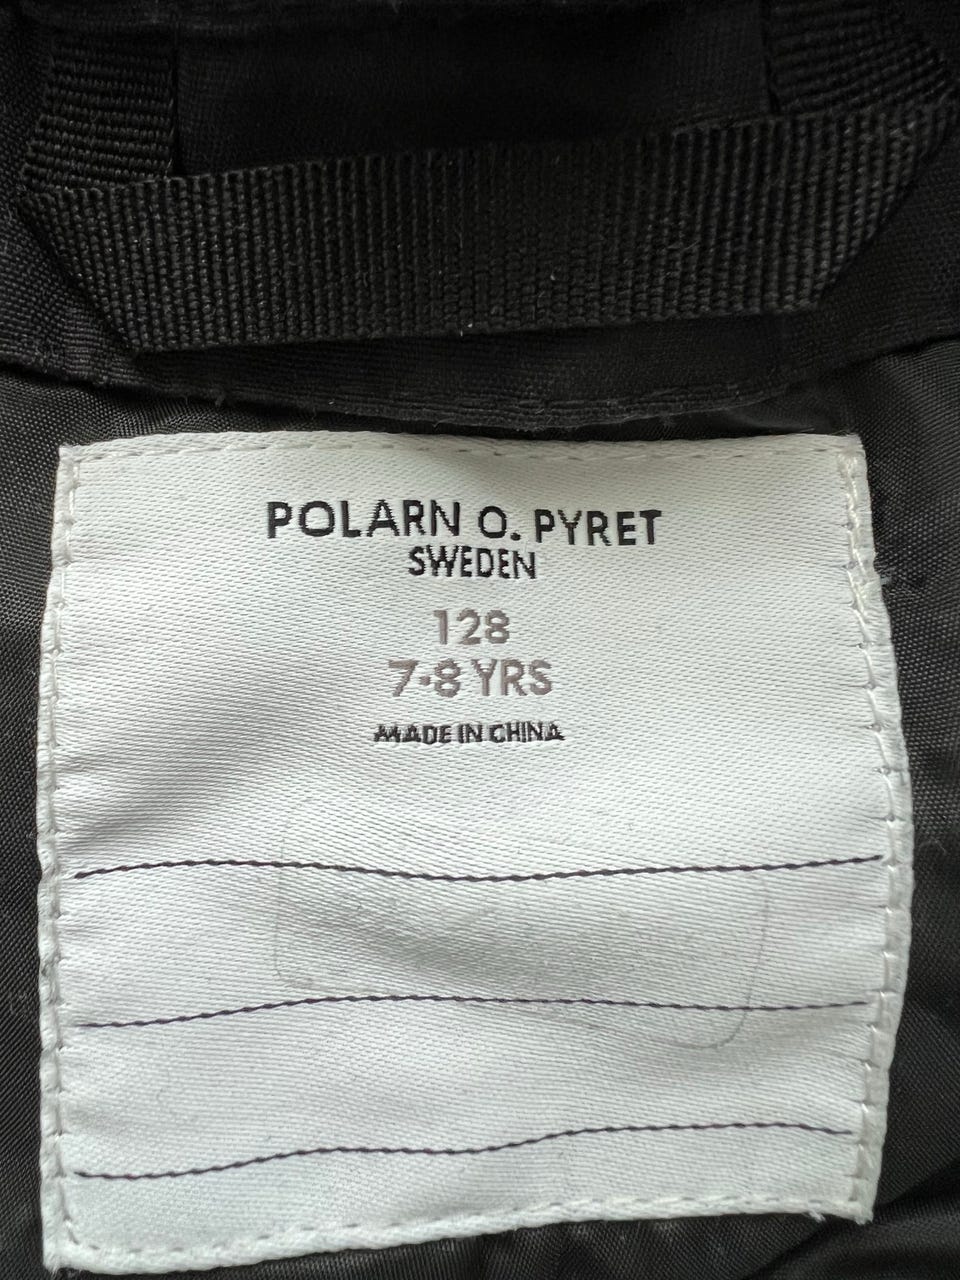 POLARN O. PYRET
SWEDEN
128
7-8 YRS
MADE IN CHINA